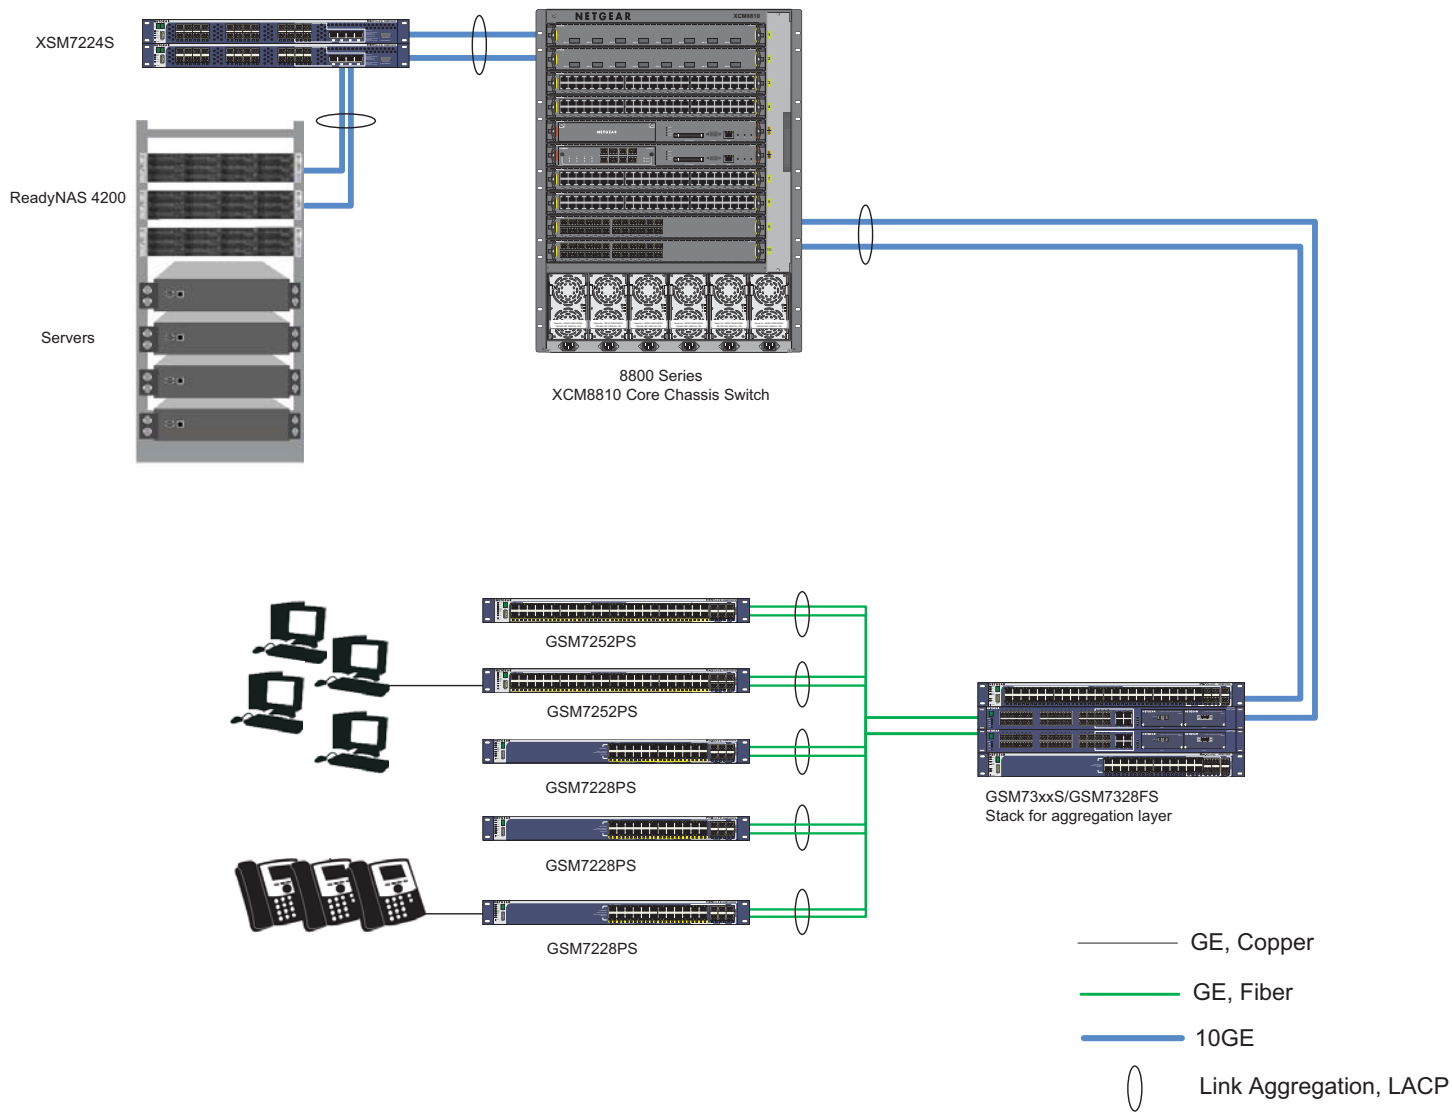 NETGEAR
XCM8810
XSM7224S
NETGEAR
ReadyNAS 4200
Servers
8800 Series
XCM8810 Core Chassis Switch
GSM7252PS
GSM7252PS
GSM7228PS
GSM7228PS
GSM7228PS
GSM73xxS/GSM7328FS
Stack for aggregation layer
GE, Copper
GE, Fiber
10GE
Link Aggregation, LACP